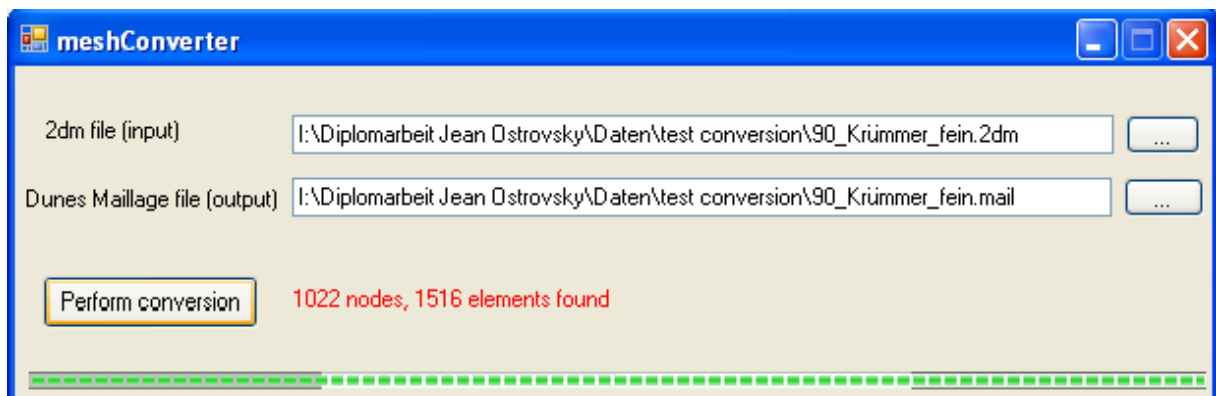 meshConverter
2dm file (input) I:\Diplomarbeit Jean Ostrovsky\Daten\test conversion\90_Krümmer_fein.2dm ...
Dunes Maillage file (output) I:\Diplomarbeit Jean Ostrovsky\Daten\test conversion\90_Krümmer_fein.mail ...
Perform conversion 1022 nodes, 1516 elements found